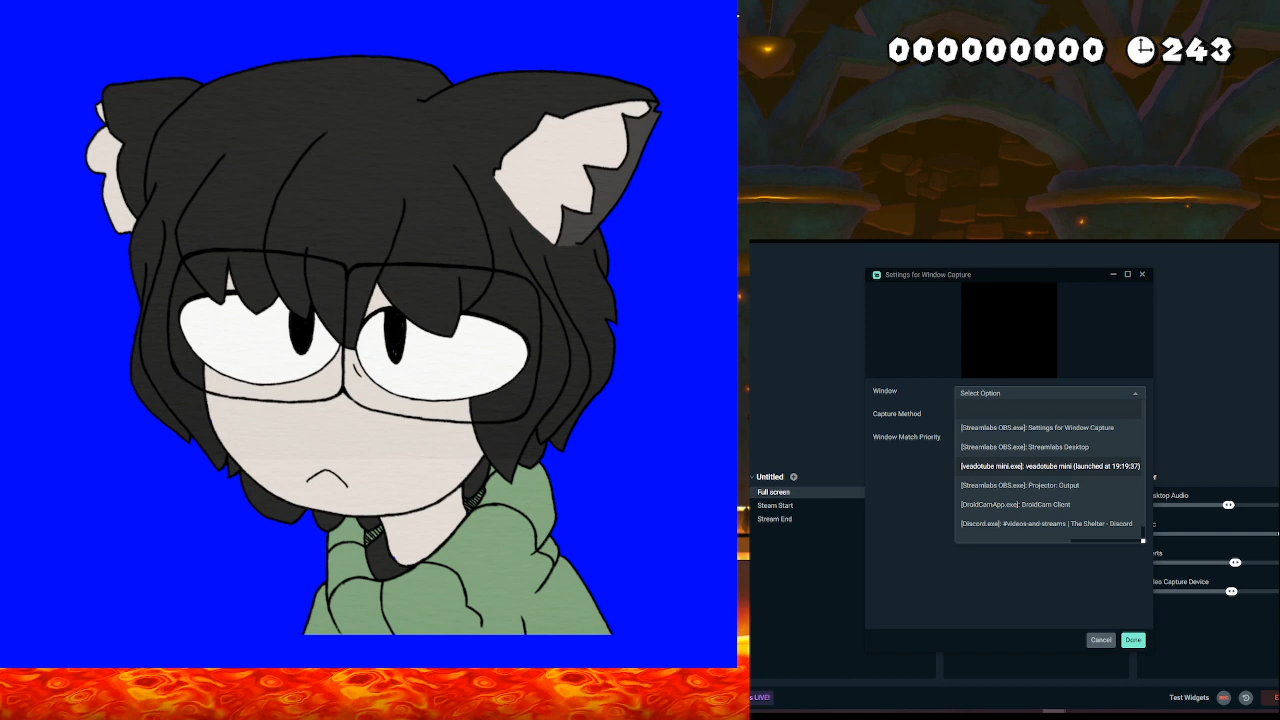 000000000 243
Settings for Window Capture
Window
Select Option
Capture Method
Window Match Priority
[Streamlabs OBS.exe]: Settings for Window Capture
[Streamlabs OBS.exe]: Streamlabs Desktop
[veadotube mini.exe]: veadotube mini (launched at 19:19:37)
[Streamlabs OBS.exe]: Projector: Output
[DroidCamApp.exe]: DroidCam Client
[Discord.exe]: #videos-and-streams | The Shelter - Discord
Untitled
Full screen
Steam Start
Stream End
sktop Audio
c
erts
deo Capture Device
Cancel
Done
s LIVE!
Test Widgets
REC